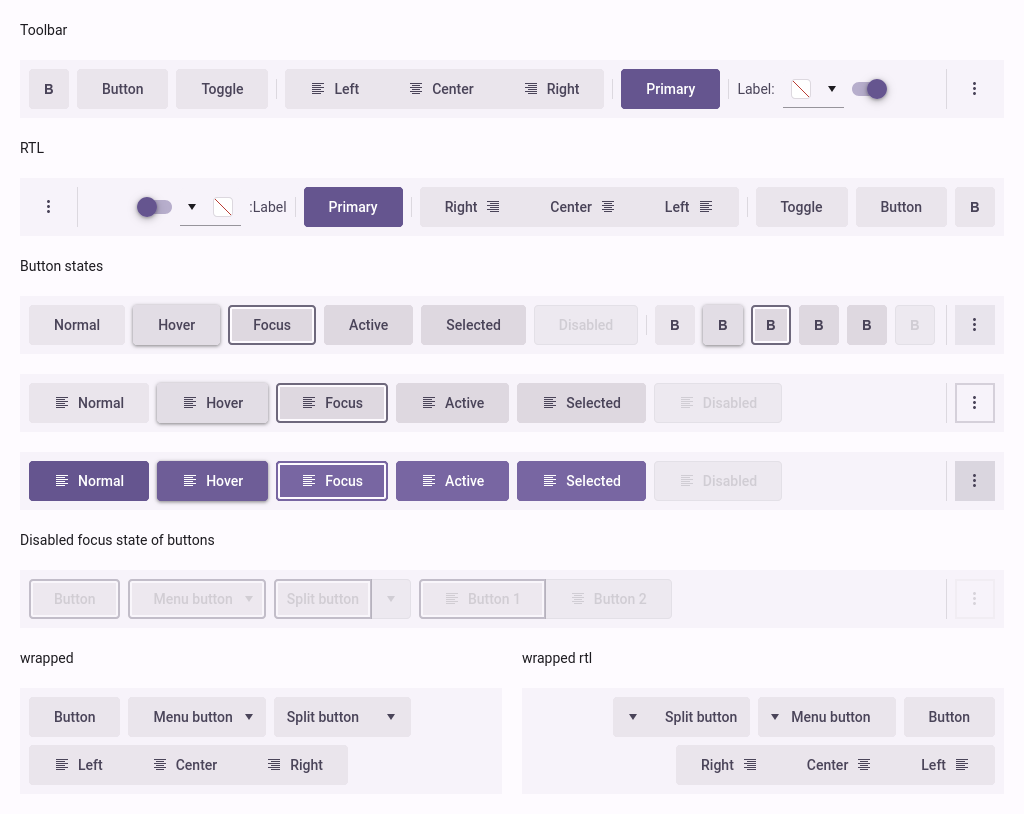 Toolbar
B Button Toggle Left Center Right Primary Label:
RTL
:Label Primary Right Center Left Toggle Button B
Button states
Normal Hover Focus Active Selected Disabled B B B B B B
Normal Hover Focus Active Selected Disabled
Normal Hover Focus Active Selected Disabled
Disabled focus state of buttons
Button Menu button Split button Button 1 Button 2
wrapped
Button Menu button Split button
Left Center Right
wrapped rtl
Split button Menu button Button
Right Center Left